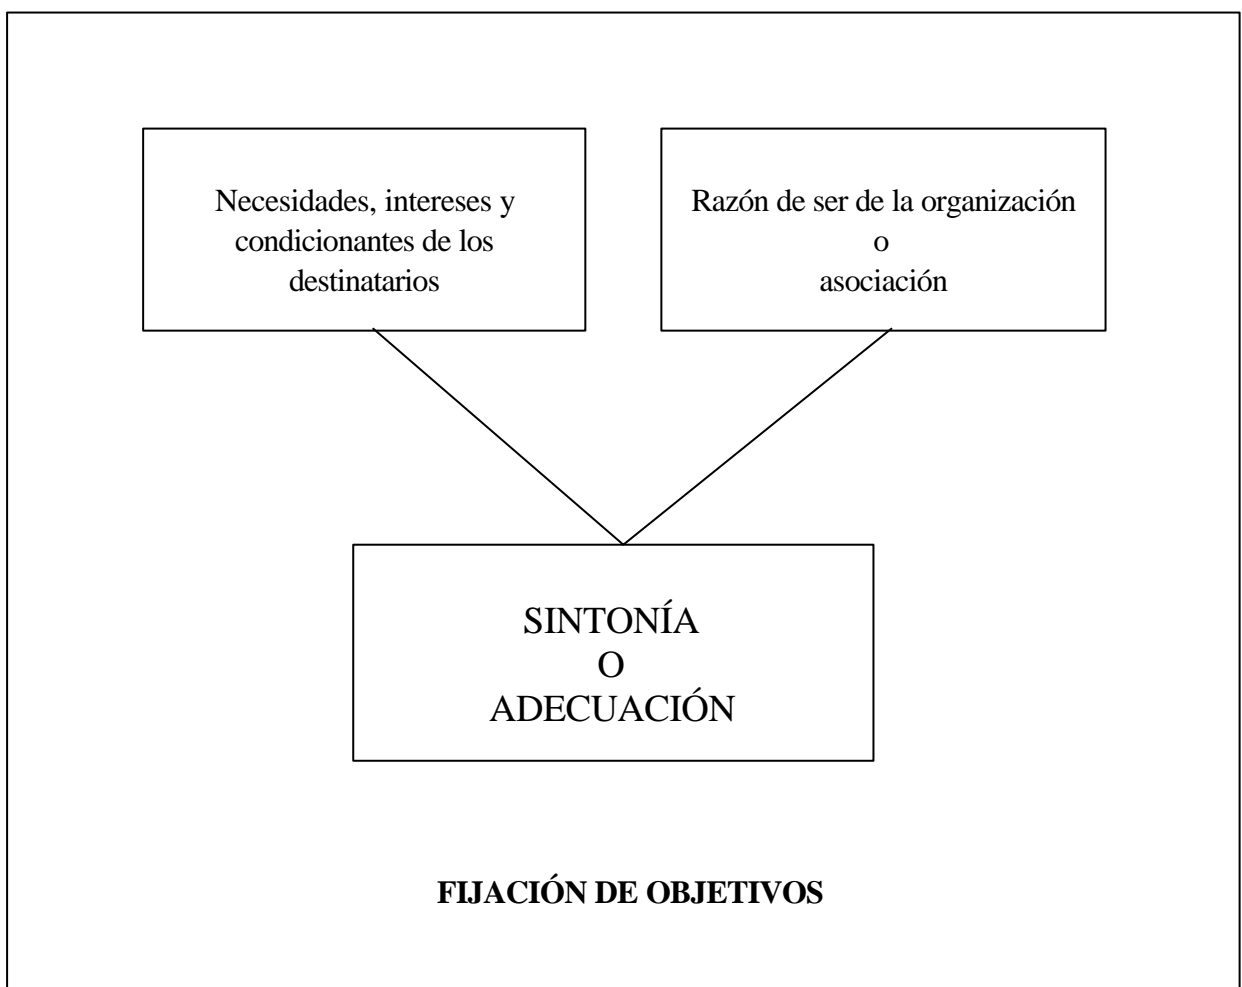 Necesidades, intereses y
condicionantes de los
destinatarios
Razón de ser de la organización
o
asociación
SINTONÍA
O
ADECUACIÓN
FIJACIÓN DE OBJETIVOS